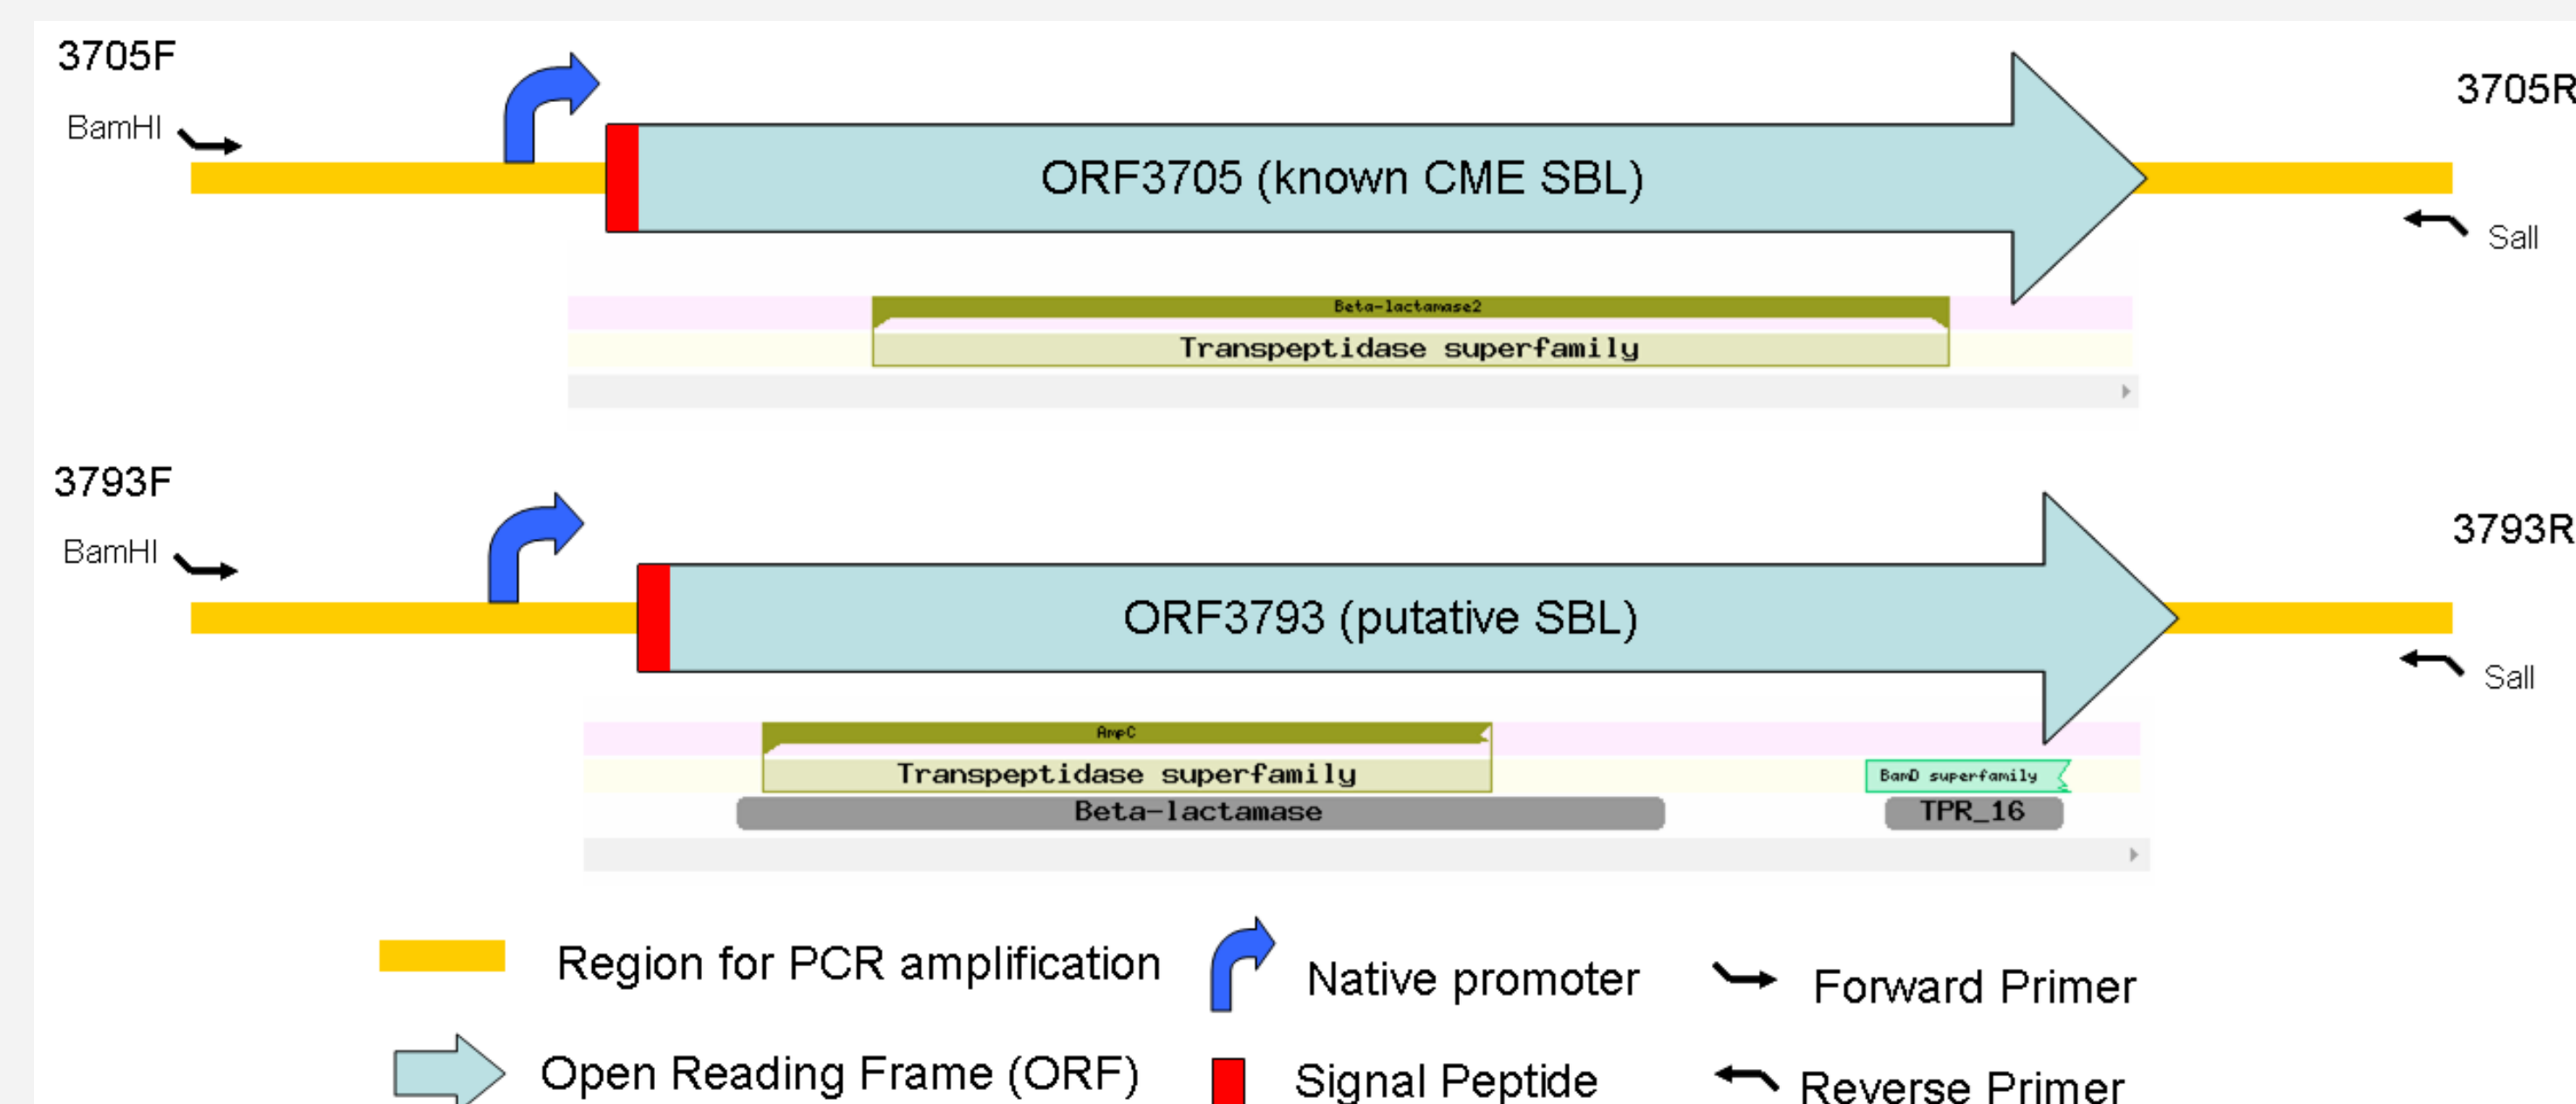 3705F
3705R
BamHI
ORF3705 (known CME SBL)
SalI
Beta-lactamase2
Transpeptidase superfamily
3793F
3793R
BamHI
ORF3793 (putative SBL)
SalI
AmpC
Transpeptidase superfamily
BamD superfamily
Beta-lactamase
TPR_16
Region for PCR amplification
Native promoter
Forward Primer
Open Reading Frame (ORF)
Signal Peptide
Reverse Primer